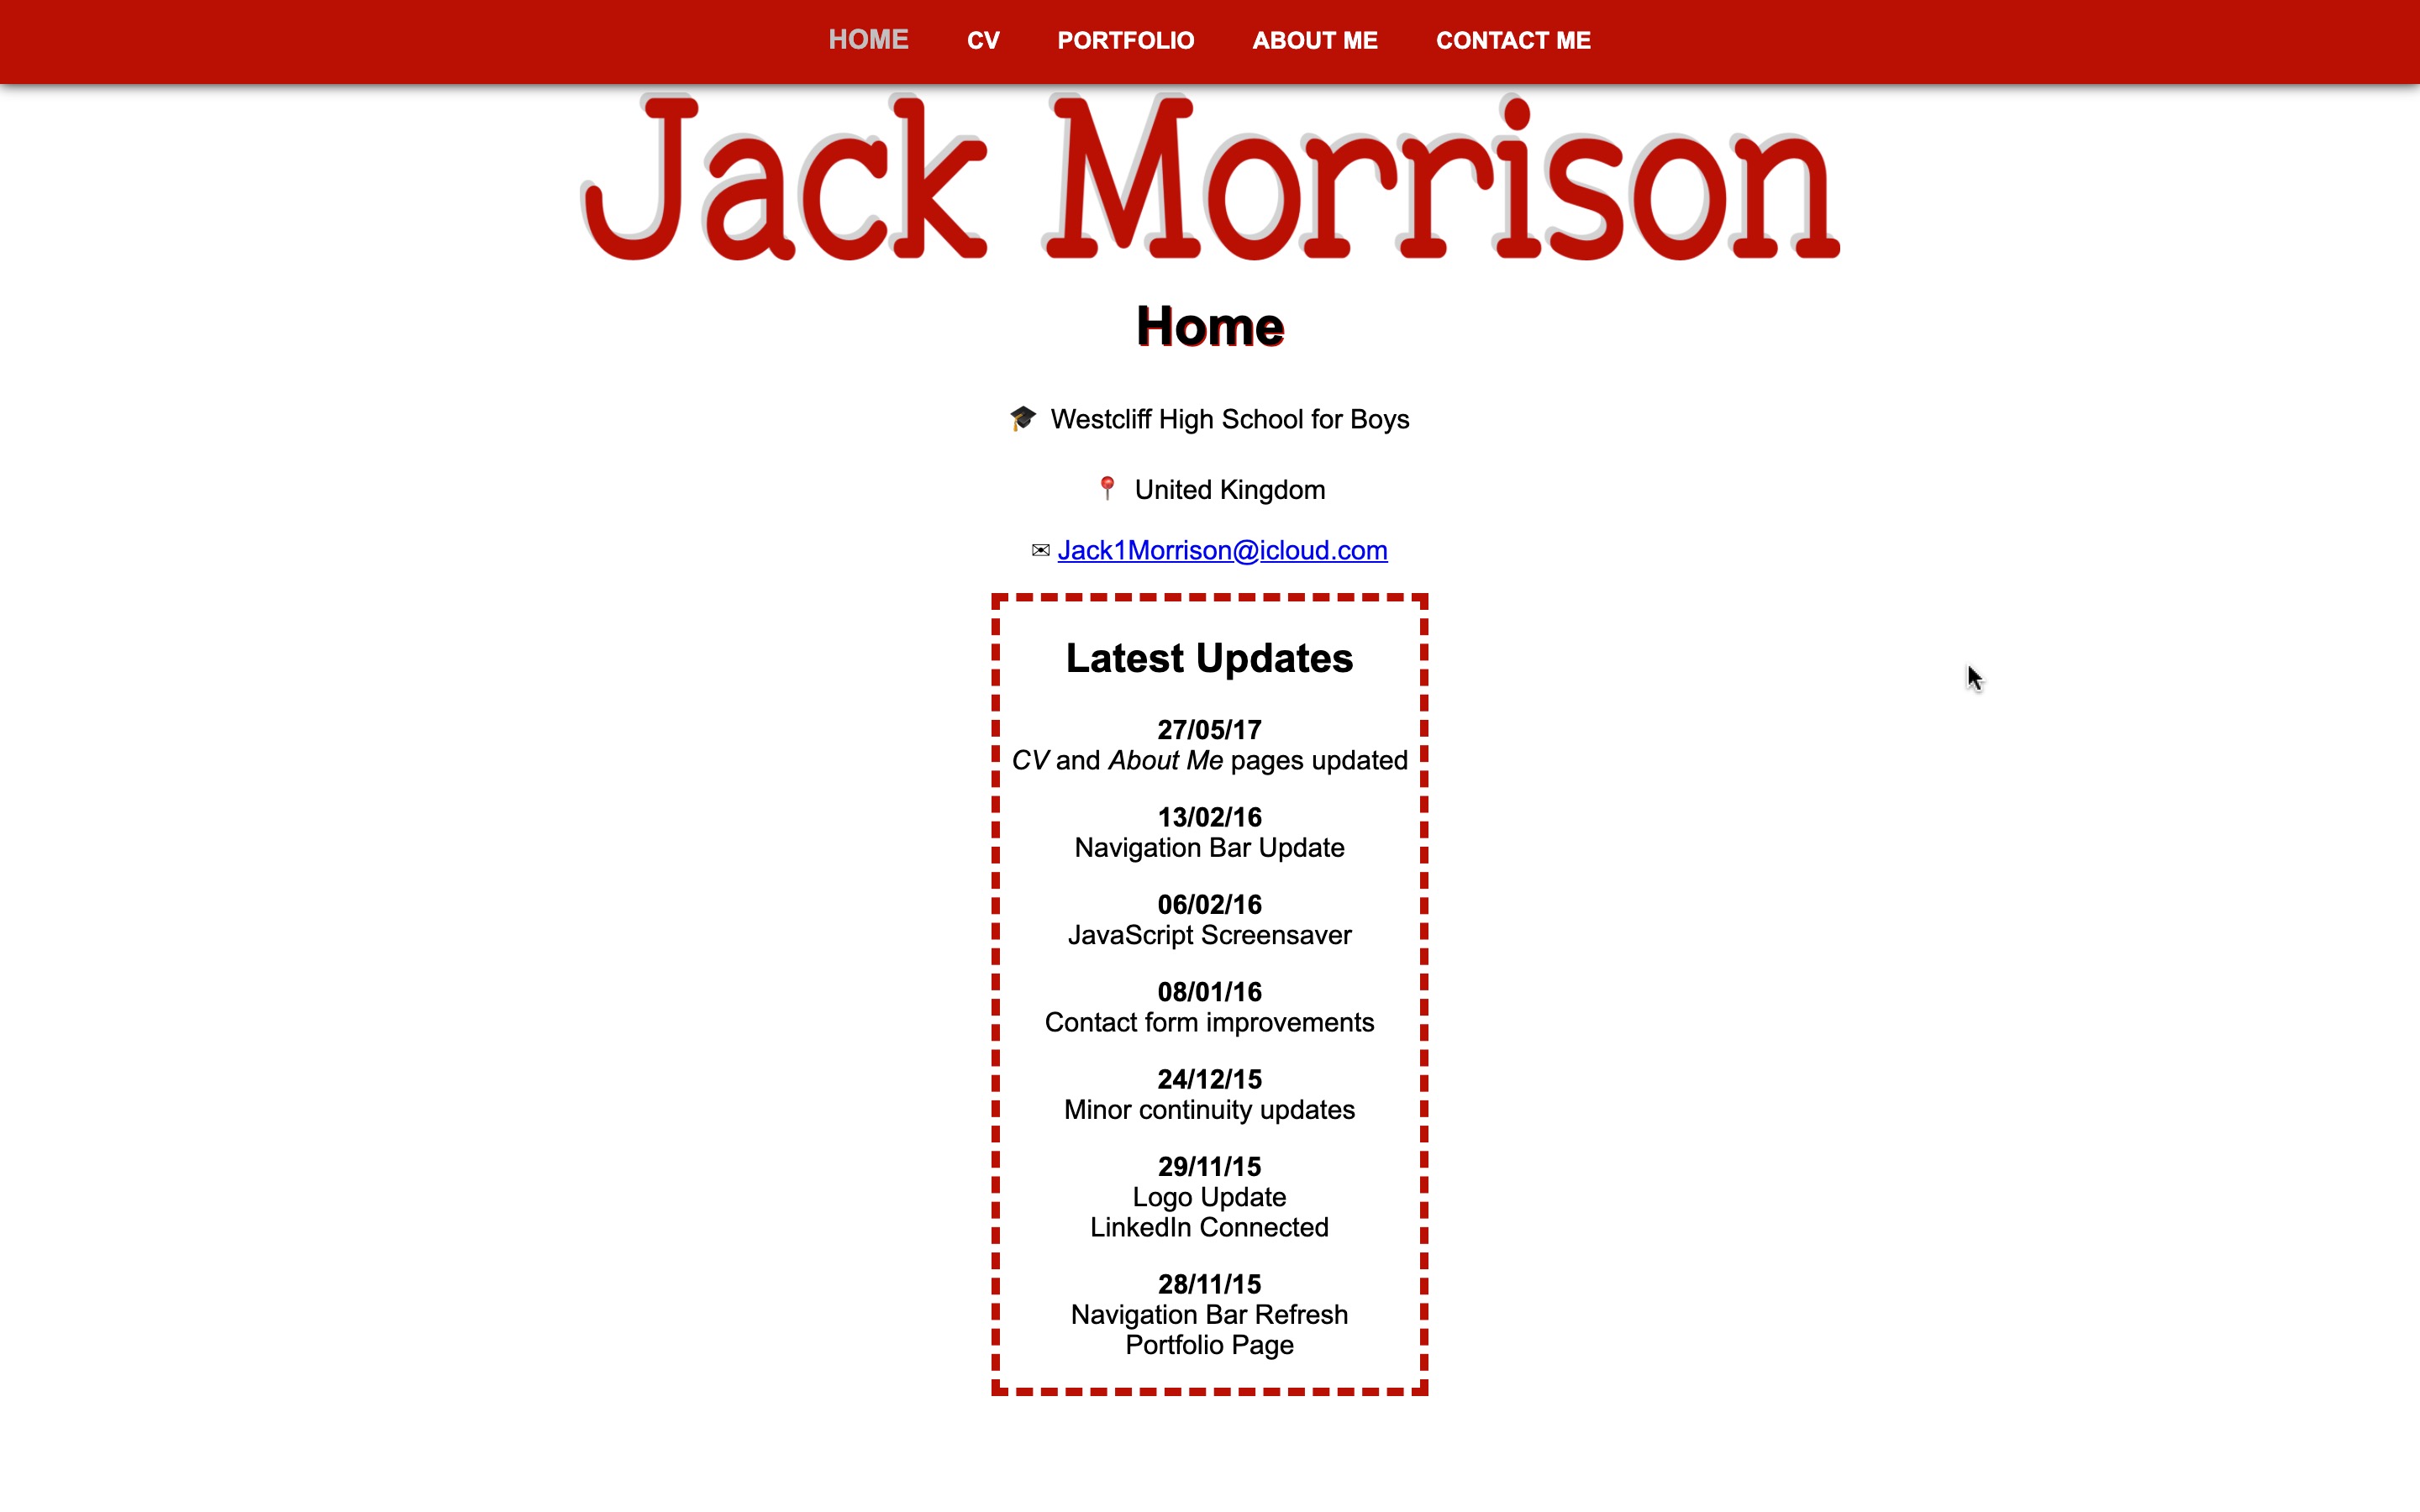 HOME CV PORTFOLIO ABOUT ME CONTACT ME
Jack Morrison
Home
🎓 Westcliff High School for Boys
📍 United Kingdom
✉ Jack1Morrison@icloud.com
Latest Updates
27/05/17
CV and About Me pages updated
13/02/16
Navigation Bar Update
06/02/16
JavaScript Screensaver
08/01/16
Contact form improvements
24/12/15
Minor continuity updates
29/11/15
Logo Update
LinkedIn Connected
28/11/15
Navigation Bar Refresh
Portfolio Page